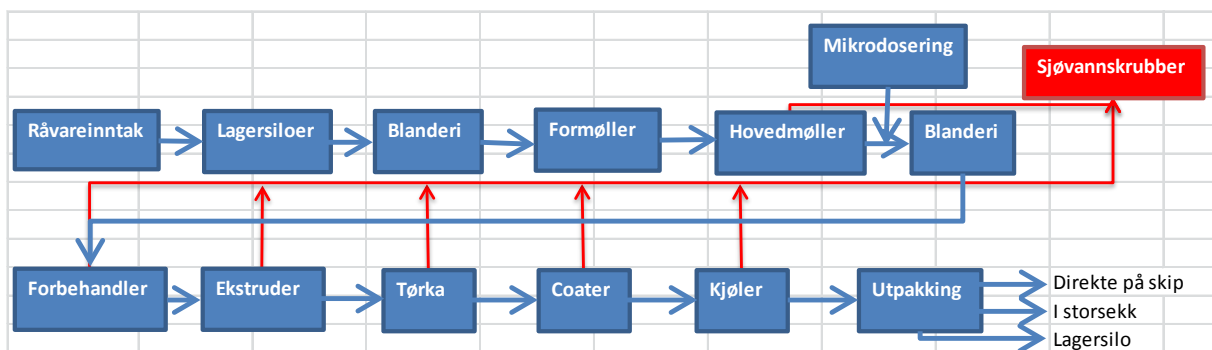 Mikrodosering
Sjøvannskrubber
Råvareinntak
Lagersiloer
Blanderi
Formøller
Hovedmøller
Blanderi
Forbehandler
Ekstruder
Tørka
Coater
Kjøler
Utpakking
Direkte på skip
I storsekk
Lagersilo